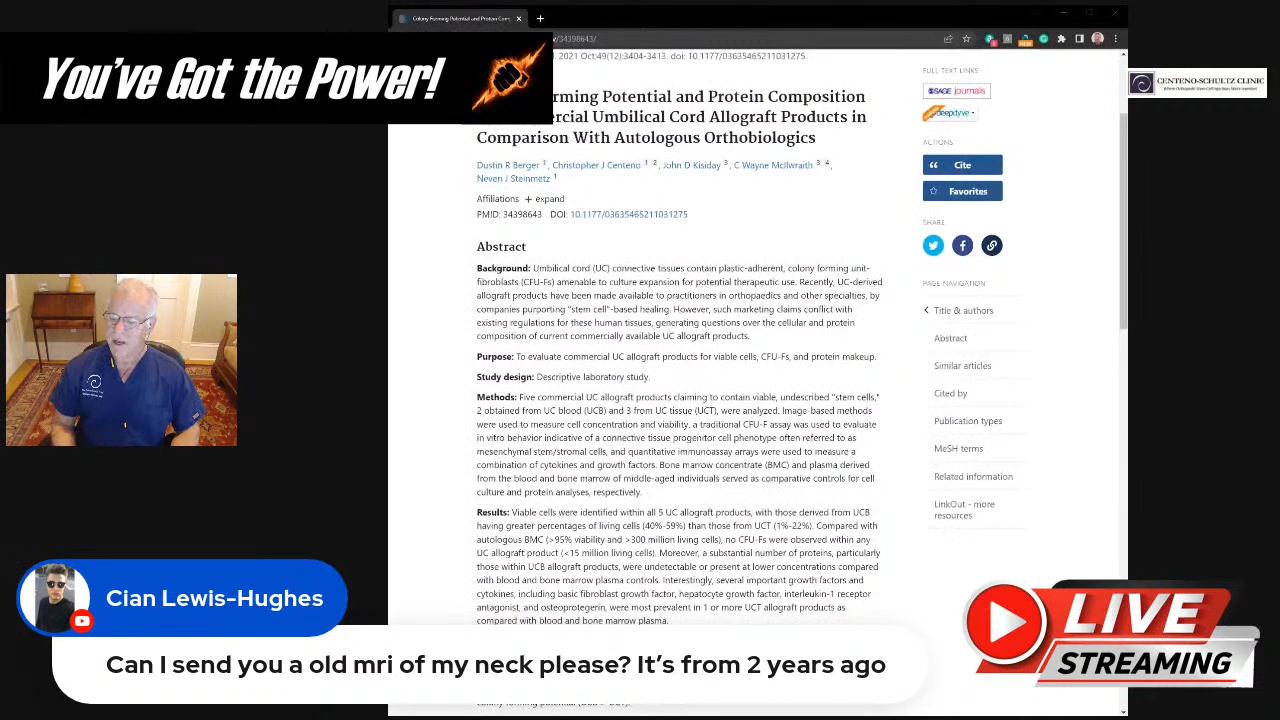 Colony Forming Potential and Protein Com
/34398643/
You've Got the Power!
CENTENO-SCHULTZ CLINIC
. 2021 Oct;49(12):3404-3413. doi: 10.1177/03635465211031275.
rming Potential and Protein Composition
ercial Umbilical Cord Allograft Products in
Comparison With Autologous Orthobiologics
Dustin R Berger 1, Christopher J Centeno 1 2, John D Kisiday 3, C Wayne McIlwraith 3 4,
Neven J Steinmetz 1
Affiliations + expand
PMID: 34398643 DOI: 10.1177/03635465211031275
Abstract
Background: Umbilical cord (UC) connective tissues contain plastic-adherent, colony forming unit-
fibroblasts (CFU-Fs) amenable to culture expansion for potential therapeutic use. Recently, UC-derived
allograft products have been made available to practitioners in orthopaedics and other specialties, by
companies purporting "stem cell"-based healing. However, such marketing claims conflict with
existing regulations for these human tissues, generating questions over the cellular and protein
composition of current commercially available UC allograft products.
Purpose: To evaluate commercial UC allograft products for viable cells, CFU-Fs, and protein makeup.
Study design: Descriptive laboratory study.
Methods: Five commercial UC allograft products claiming to contain viable, undescribed "stem cells,"
2 obtained from UC blood (UCB) and 3 from UC tissue (UCT), were analyzed. Image-based methods
were used to measure cell concentration and viability, a traditional CFU-F assay was used to evaluate
in vitro behavior indicative of a connective tissue progenitor cell phenotype often referred to as
mesenchymal stem/stromal cells, and quantitative immunoassay arrays were used to measure a
combination of cytokines and growth factors. Bone marrow concentrate (BMC) and plasma derived
from the blood and bone marrow of middle-aged individuals served as comparative controls for cell
culture and protein analyses, respectively.
Results: Viable cells were identified within all 5 UC allograft products, with those derived from UCB
having greater percentages of living cells (40%-59%) than those from UCT (1%-22%). Compared with
autologous BMC (>95% viability and >300 million living cells), no CFU-Fs were observed within any
UC allograft product (<15 million living cells). Moreover, a substantial number of proteins, particularly
those within UCB allograft products, were undetectable or present at lower concentrations compared
with blood and bone marrow plasma controls. Interestingly, several important growth factors and
cytokines, including basic fibroblast growth factor, hepatocyte growth factor, interleukin-1 receptor
antagonist, and osteoprotegerin, were most prevalent in 1 or more UCT allograft products as
compared with blood and bone marrow plasma.
FULL TEXT LINKS
SAGE journals
deepdyve
ACTIONS
Cite
Favorites
SHARE
PAGE NAVIGATION
Title & authors
Abstract
Similar articles
Cited by
Publication types
MeSH terms
Related information
LinkOut - more
resources
Cian Lewis-Hughes
Can I send you a old mri of my neck please? It's from 2 years ago
LIVE
STREAMING